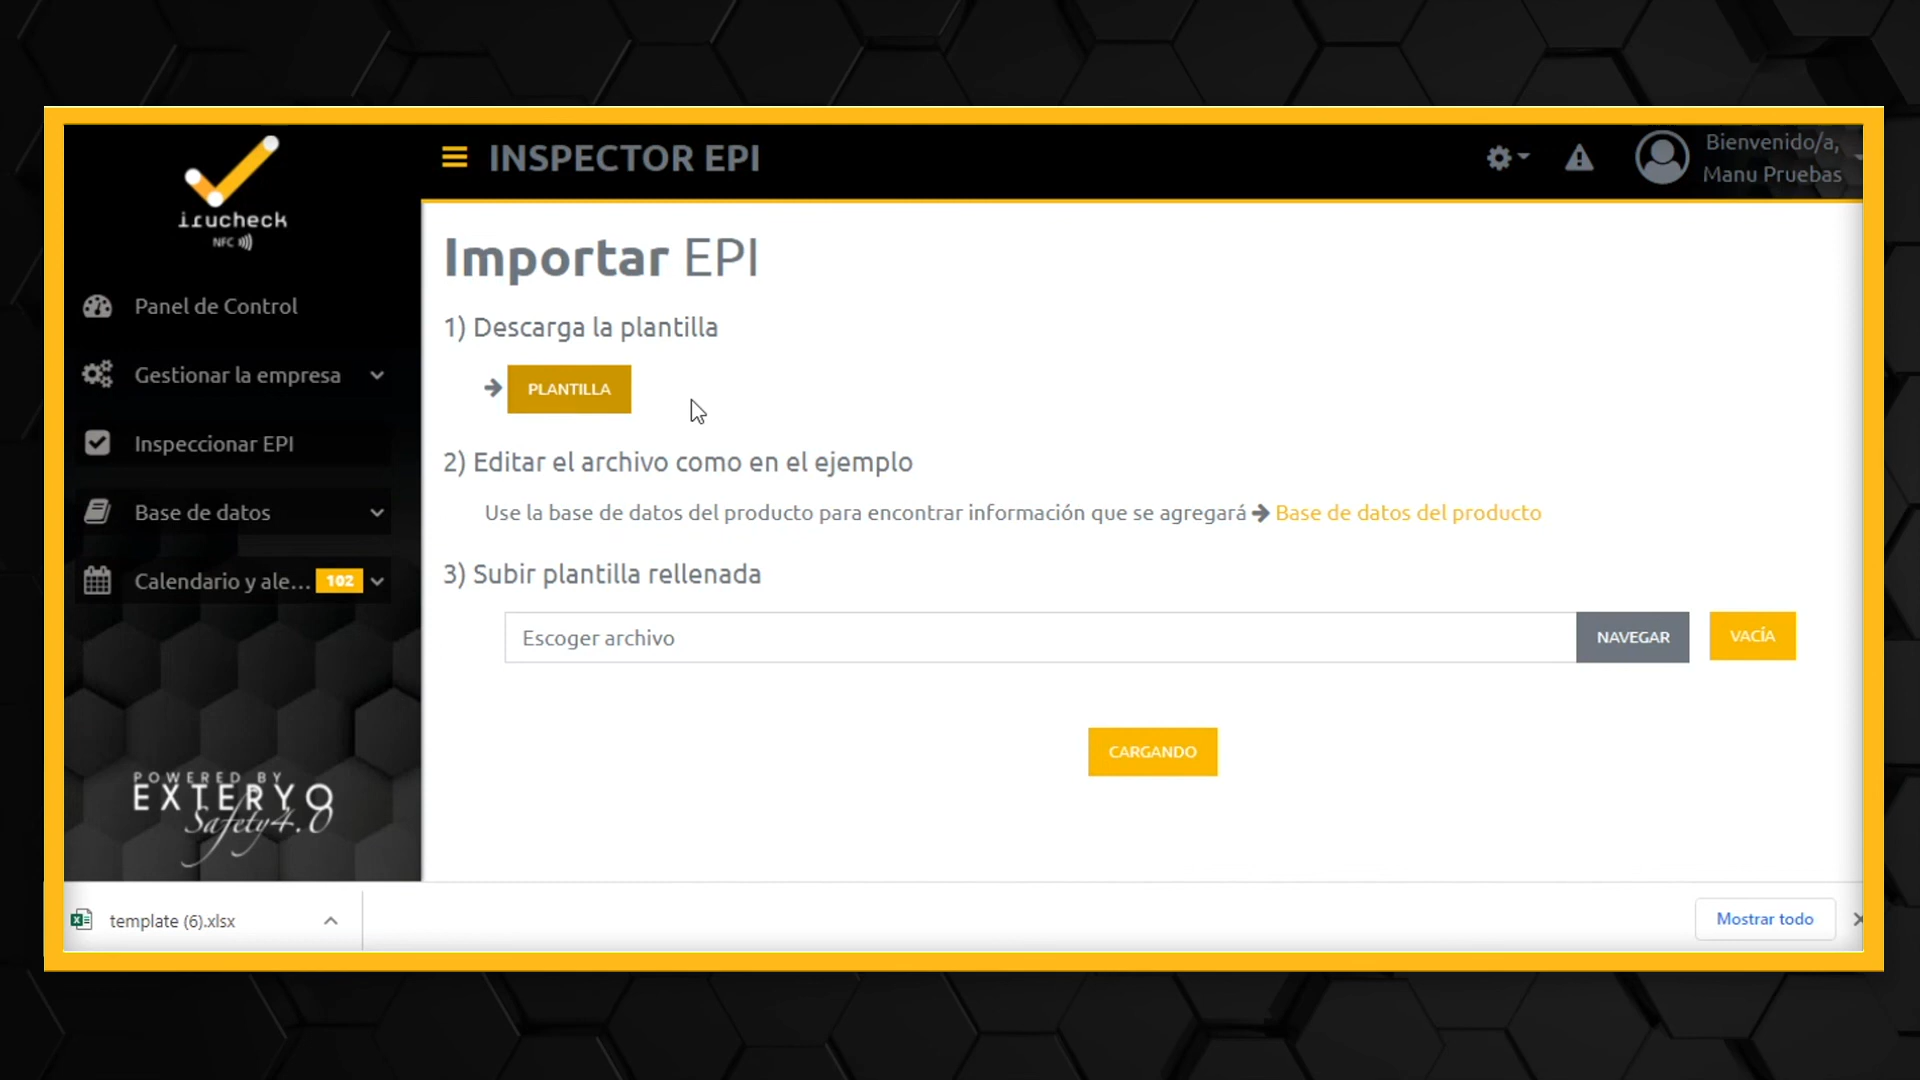 irucheck
NFC
Panel de Control
Gestionar la empresa
Inspeccionar EPI
Base de datos
Calendario y ale... 102
POWERED BY
EXTERYO
Safety4.0
INSPECTOR EPI
Bienvenido/a,
Manu Pruebas
Importar EPI
1) Descarga la plantilla
PLANTILLA
2) Editar el archivo como en el ejemplo
Use la base de datos del producto para encontrar información que se agregará Base de datos del producto
3) Subir plantilla rellenada
Escoger archivo NAVEGAR VACÍA
CARGANDO
template (6).xlsx
Mostrar todo